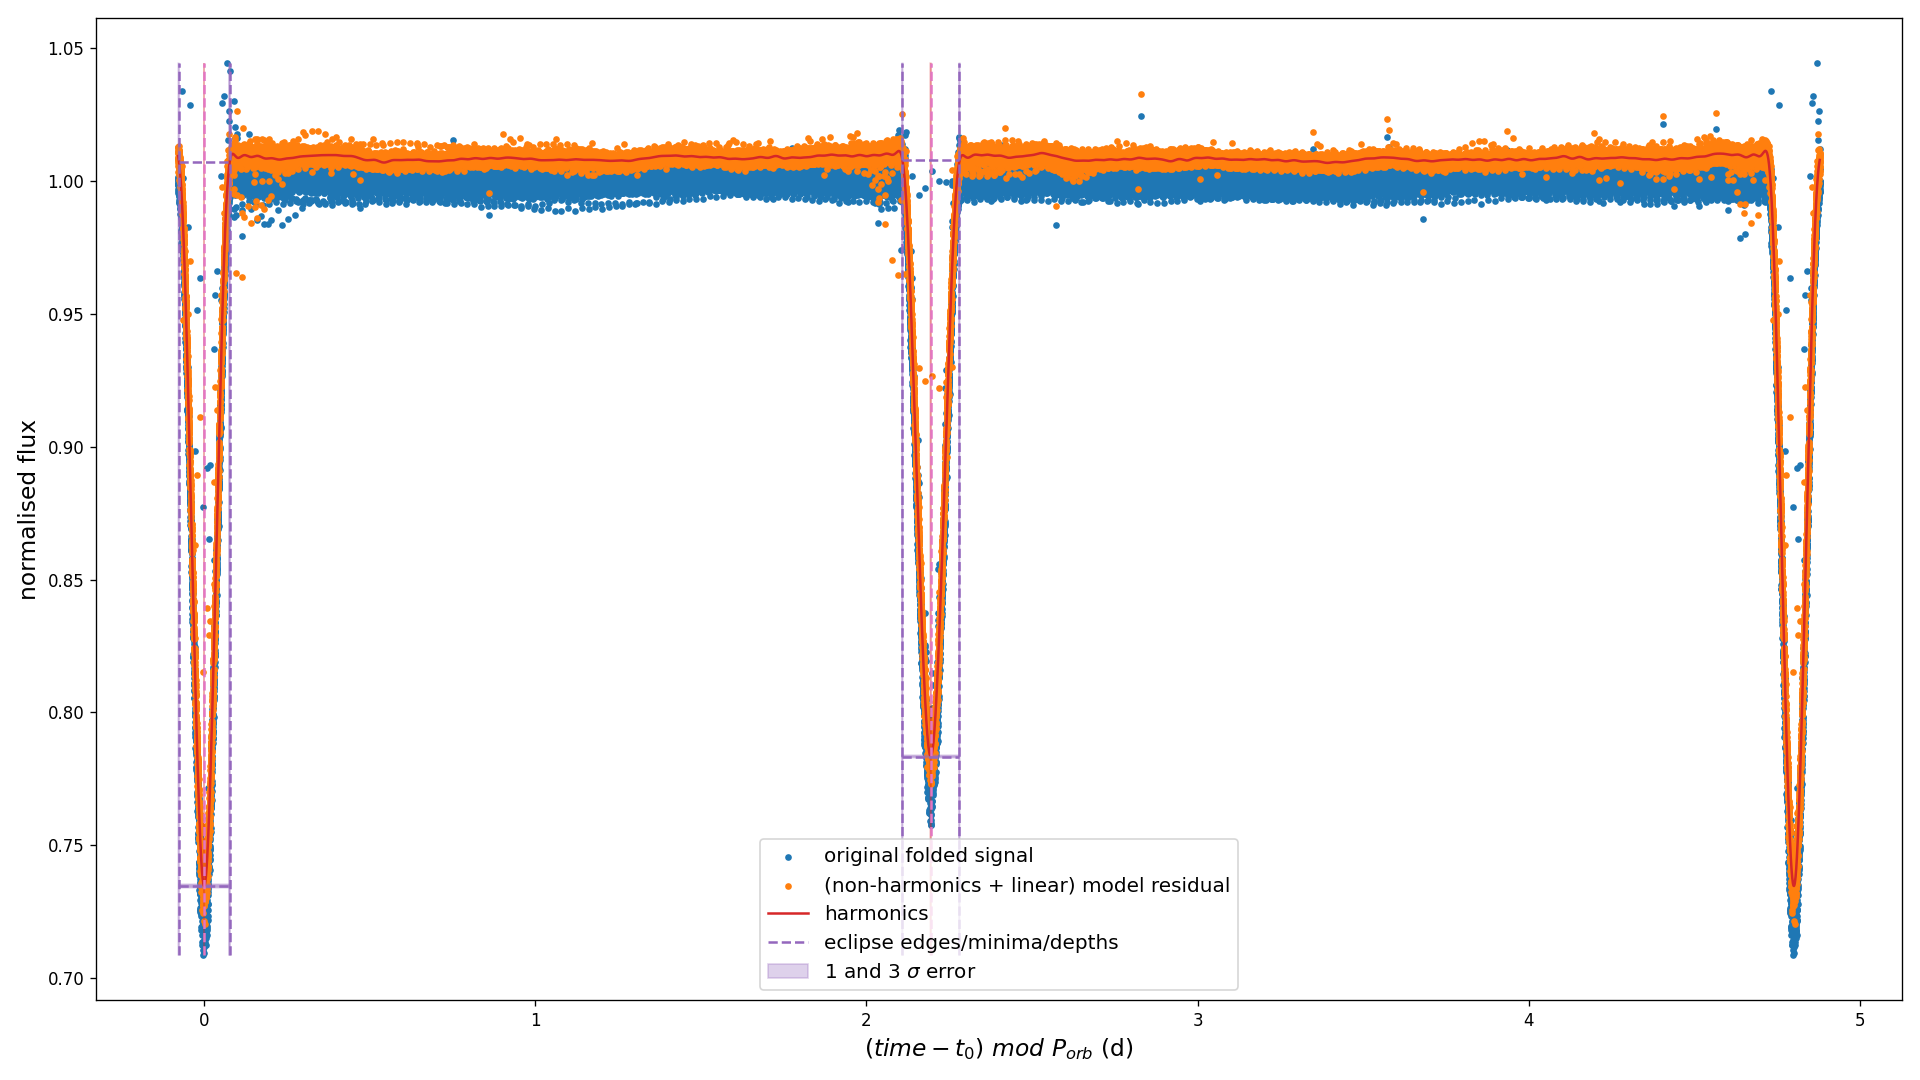 normalised flux
1.05
1.00
0.95
0.90
0.85
0.80
0.75
0.70
original folded signal
(non-harmonics + linear) model residual
harmonics
eclipse edges/minima/depths
1 and 3 σ error
0 1 2 3 4 5
(time − t₀) mod Pₒᵣb (d)